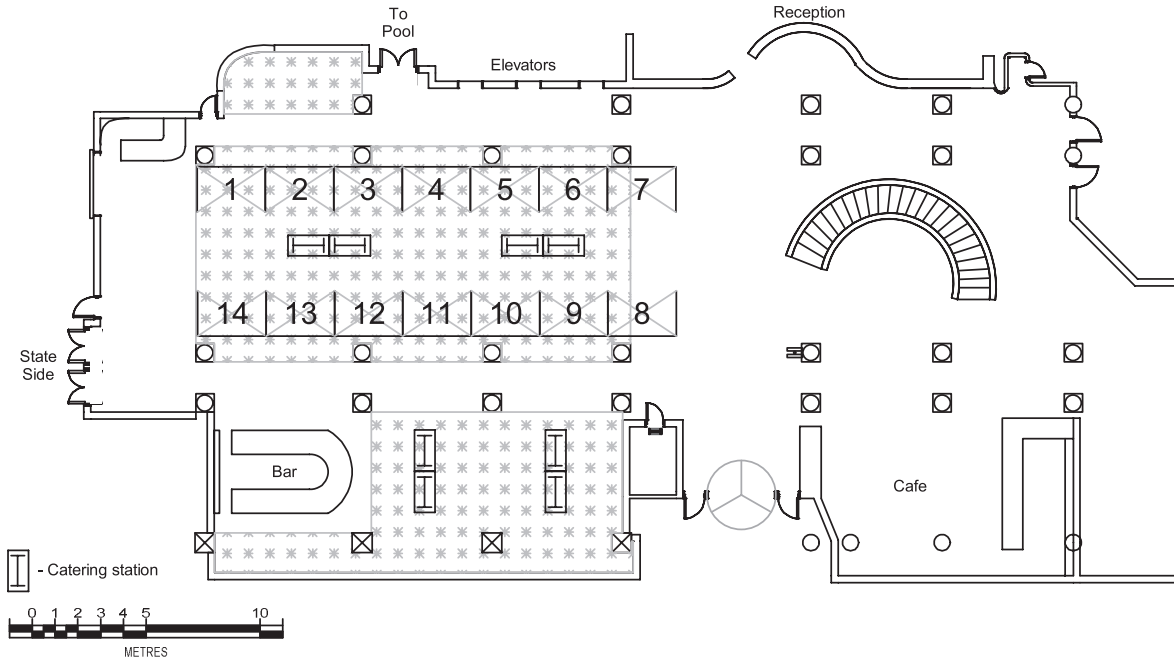 To
Pool
Reception
Elevators
1 2 3 4 5 6 7
14 13 12 11 10 9 8
State
Side
Bar
Cafe
- Catering station
0 1 2 3 4 5 10
METRES